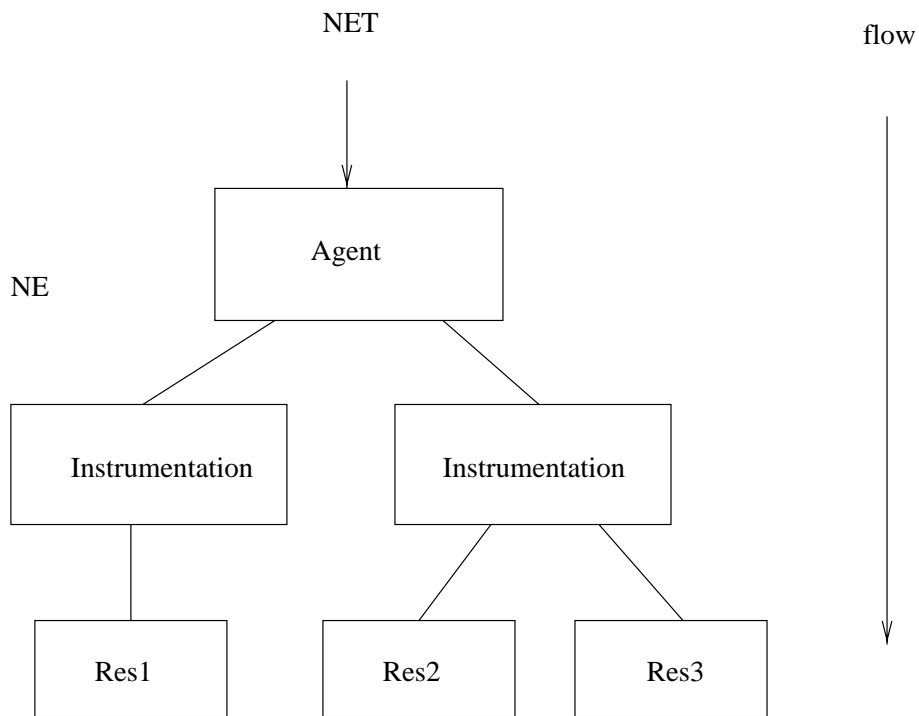 NET
flow
Agent
NE
Instrumentation
Instrumentation
Res1
Res2
Res3